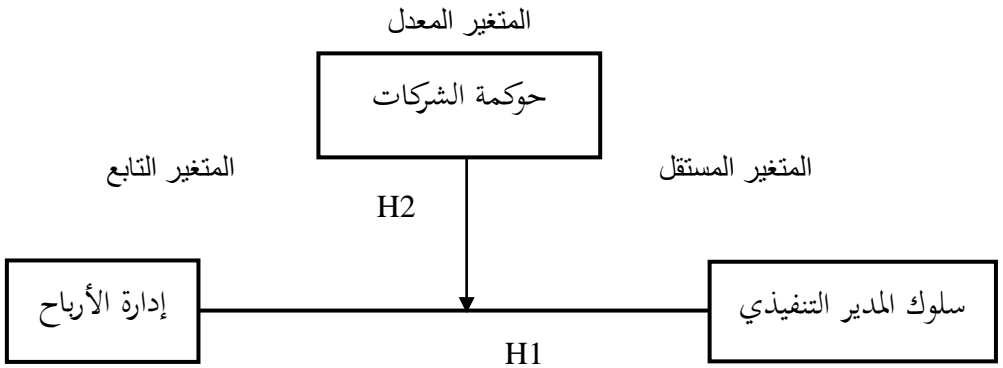 المتغير المعدل
حوكمة الشركات
المتغير المستقل
المتغير التابع
H2
سلوك المدير التنفيذي
إدارة الأرباح
H1